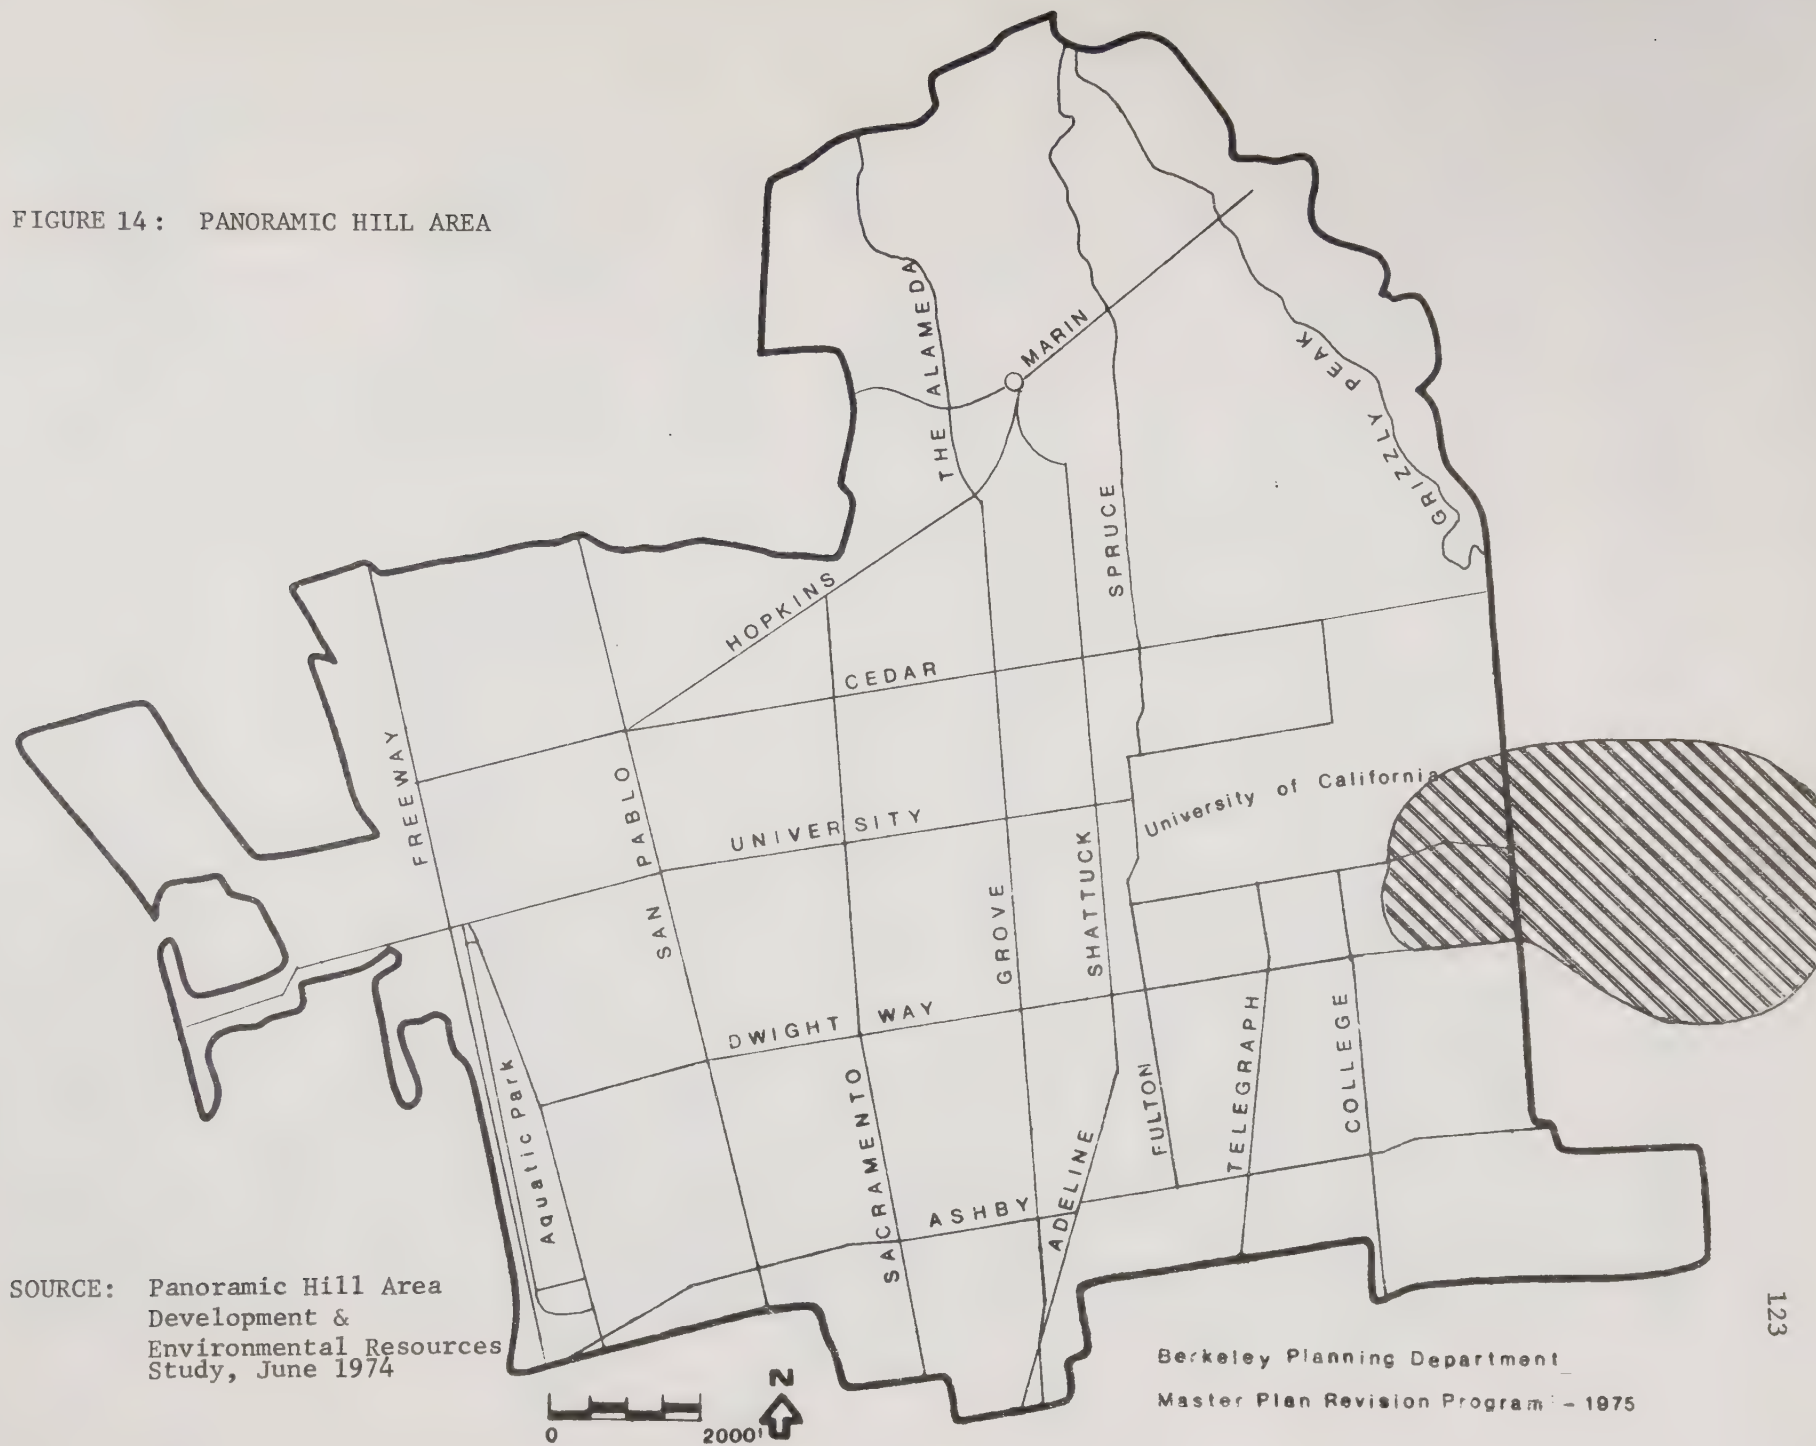 FIGURE 14: PANORAMIC HILL AREA
THE ALAMEDA
MARIN
GRIZZLY PEAK
SPRUCE
HOPKINS
CEDAR
FREEWAY
SAN PABLO
UNIVERSITY
University of California
SHATTUCK
GROVE
DWIGHT WAY
Aquatic Park
SACRAMENTO
ASHBY
ADELINE
FULTON
TELEGRAPH
COLLEGE
SOURCE: Panoramic Hill Area
Development &
Environmental Resources
Study, June 1974
N
0 2000'
Berkeley Planning Department
Master Plan Revision Program - 1975
123